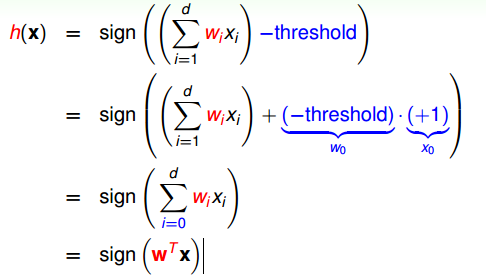 h(x) = sign((∑_{i=1}^{d} w_i x_i) −threshold)
= sign((∑_{i=1}^{d} w_i x_i) + (−threshold) · (+1))
w_0 x_0
= sign(∑_{i=0}^{d} w_i x_i)
= sign(w^T x)